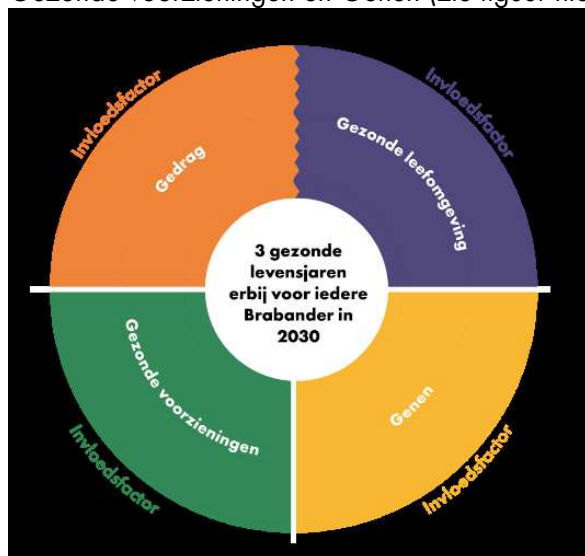 Gezonde voorzieningen en Genen (zie figuur hie
Invloedsfactor
Gedrag
Invloedsfactor
Gezonde leefomgeving
3 gezonde
levensjaren
erbij voor iedere
Brabander in
2030
Gezonde voorzieningen
Invloedsfactor
Genen
Invloedsfactor